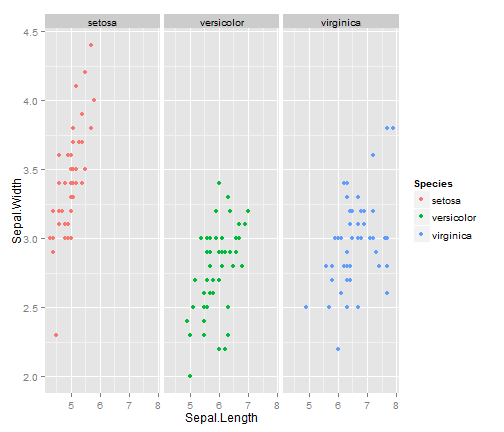 setosa versicolor virginica
4.5
4.0
3.5
3.0
2.5
2.0
Sepal.Width
5 6 7 8 5 6 7 8 5 6 7 8
Sepal.Length
Species
setosa
versicolor
virginica